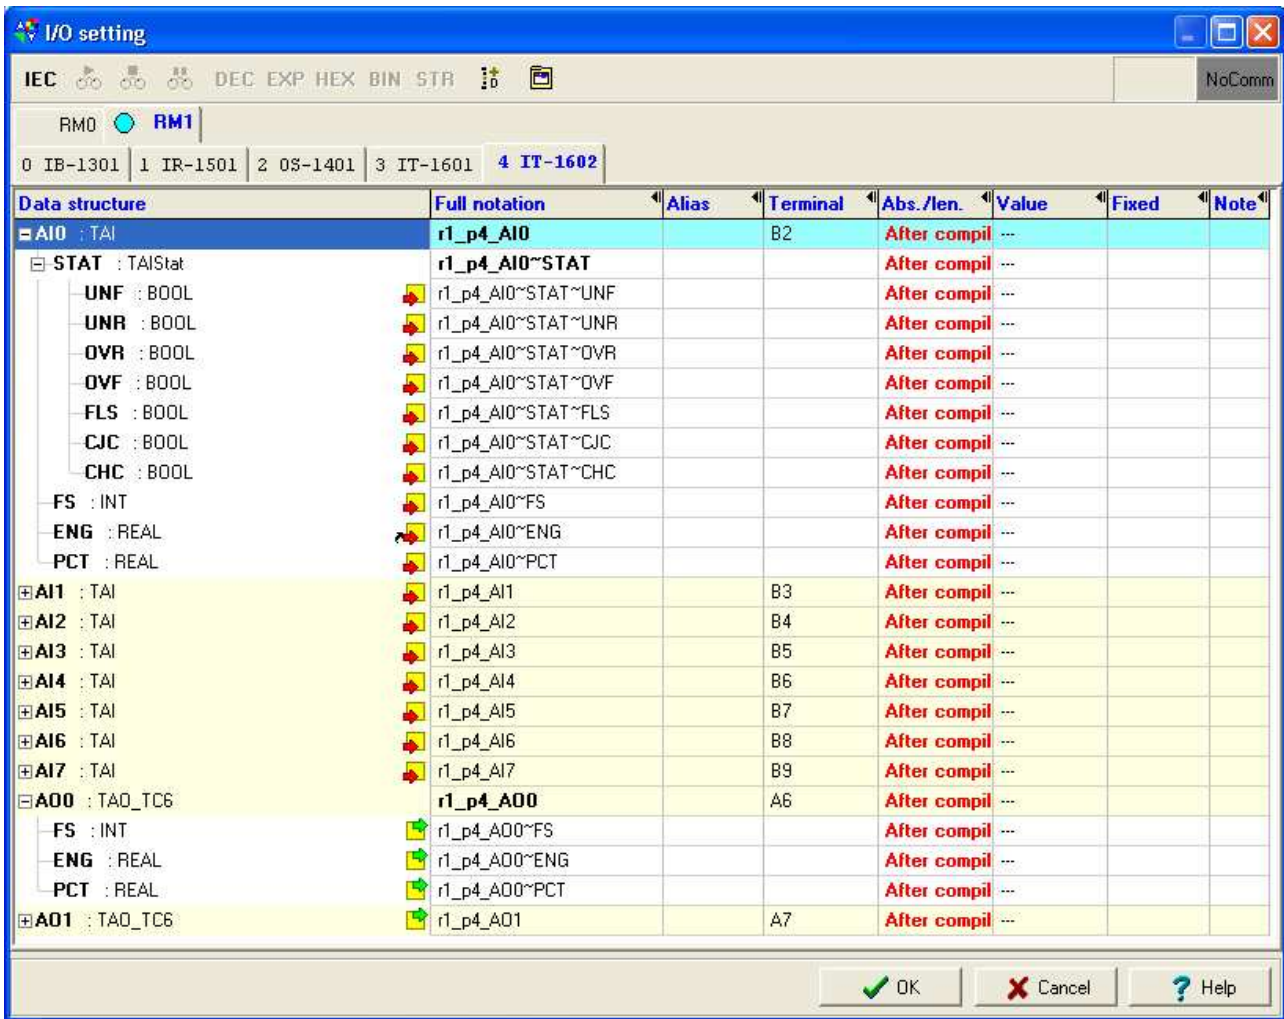 I/O setting
IEC DEC EXP HEX BIN STR NoComm
RM0 RM1
0 IB-1301 1 IR-1501 2 OS-1401 3 IT-1601 4 IT-1602
Data structure Full notation Alias Terminal Abs./len. Value Fixed Note
AI0 : TAI r1_p4_AI0 B2 After compil ---
STAT : TAIStat r1_p4_AI0~STAT After compil ---
UNF : BOOL r1_p4_AI0~STAT~UNF After compil ---
UNR : BOOL r1_p4_AI0~STAT~UNR After compil ---
OVR : BOOL r1_p4_AI0~STAT~OVR After compil ---
OVF : BOOL r1_p4_AI0~STAT~OVF After compil ---
FLS : BOOL r1_p4_AI0~STAT~FLS After compil ---
CJC : BOOL r1_p4_AI0~STAT~CJC After compil ---
CHC : BOOL r1_p4_AI0~STAT~CHC After compil ---
FS : INT r1_p4_AI0~FS After compil ---
ENG : REAL r1_p4_AI0~ENG After compil ---
PCT : REAL r1_p4_AI0~PCT After compil ---
AI1 : TAI r1_p4_AI1 B3 After compil ---
AI2 : TAI r1_p4_AI2 B4 After compil ---
AI3 : TAI r1_p4_AI3 B5 After compil ---
AI4 : TAI r1_p4_AI4 B6 After compil ---
AI5 : TAI r1_p4_AI5 B7 After compil ---
AI6 : TAI r1_p4_AI6 B8 After compil ---
AI7 : TAI r1_p4_AI7 B9 After compil ---
AO0 : TAO_TC6 r1_p4_AO0 A6 After compil ---
FS : INT r1_p4_AO0~FS After compil ---
ENG : REAL r1_p4_AO0~ENG After compil ---
PCT : REAL r1_p4_AO0~PCT After compil ---
AO1 : TAO_TC6 r1_p4_AO1 A7 After compil ---
OK Cancel Help